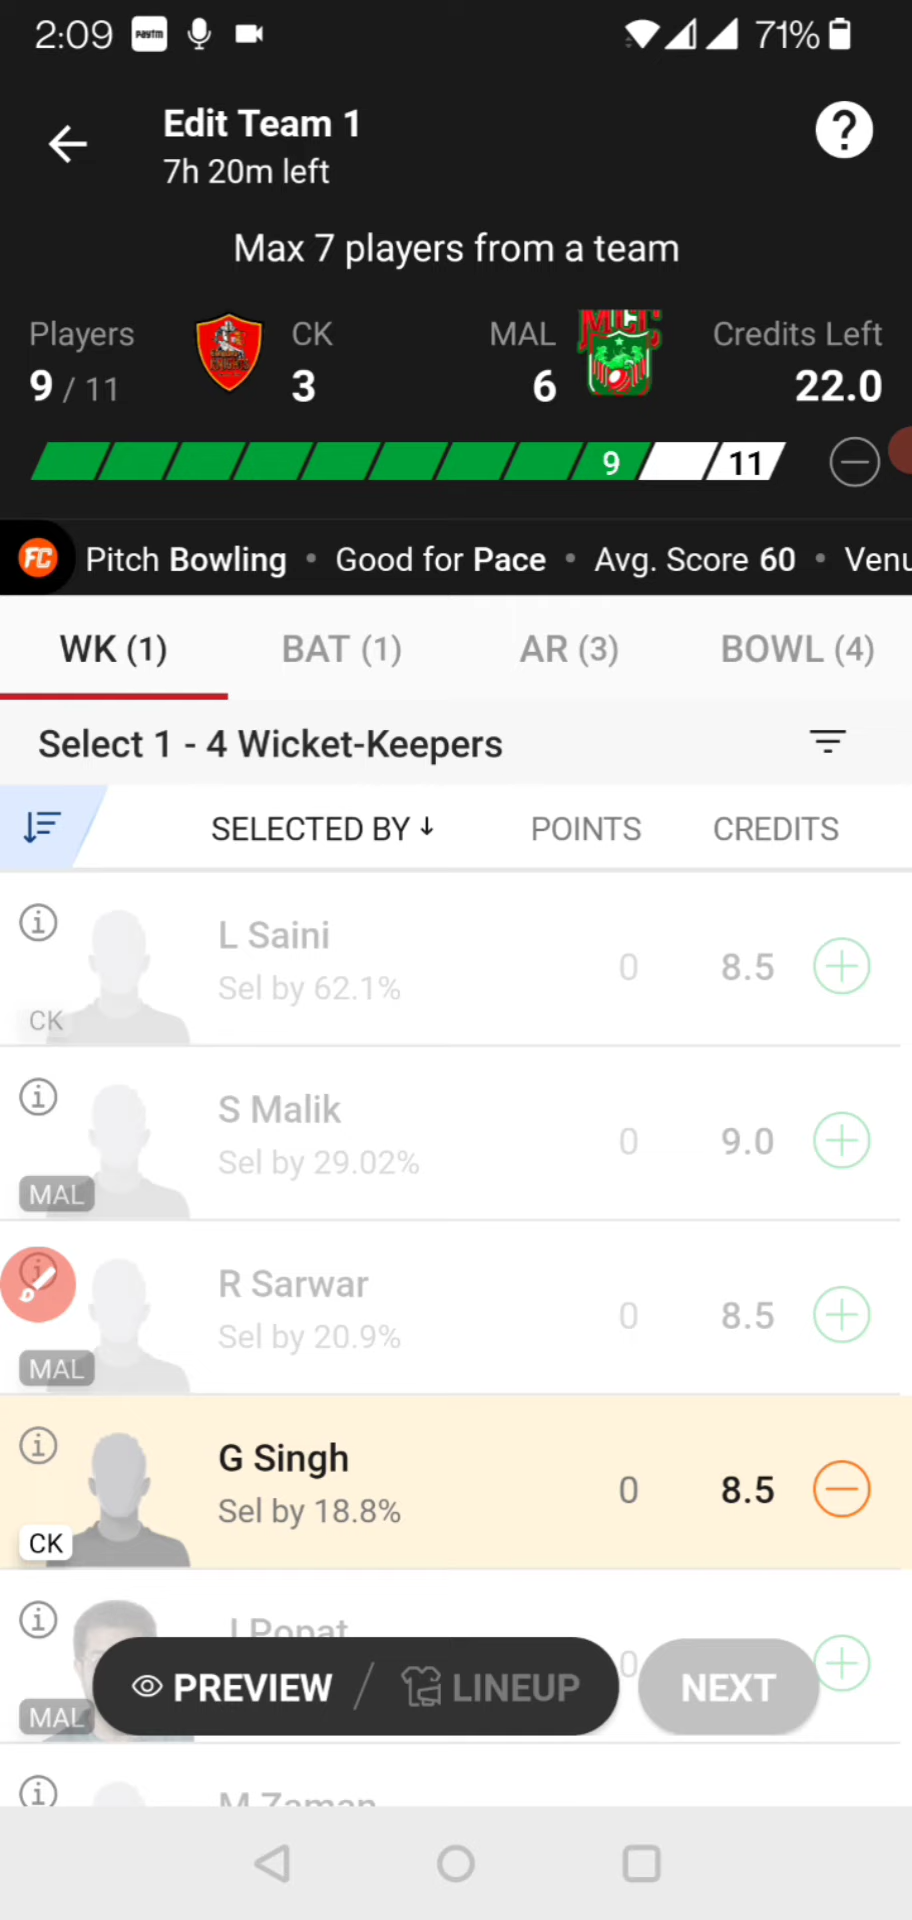 2:09 paytm 71%
Edit Team 1
7h 20m left
?
Max 7 players from a team
Players CK MAL Credits Left
9 / 11 3 6 22.0
9 11
FC Pitch Bowling • Good for Pace • Avg. Score 60 • Venu
WK (1) BAT (1) AR (3) BOWL (4)
Select 1 - 4 Wicket-Keepers
SELECTED BY ↓ POINTS CREDITS
L Saini
Sel by 62.1% 0 8.5
CK
S Malik
Sel by 29.02% 0 9.0
MAL
R Sarwar
Sel by 20.9% 0 8.5
MAL
G Singh
Sel by 18.8% 0 8.5
CK
J Popat
0
MAL
PREVIEW / LINEUP NEXT
M Zaman